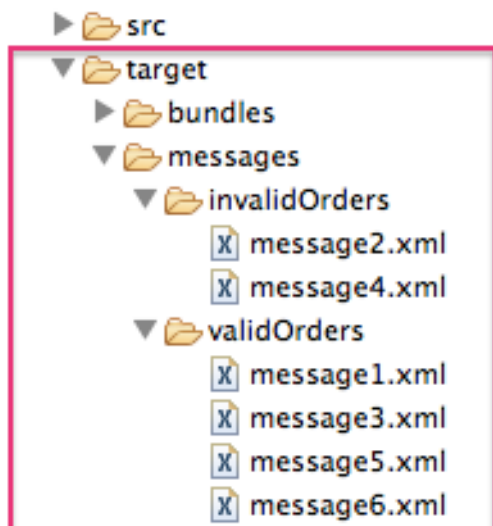 src
target
bundles
messages
invalidOrders
X message2.xml
X message4.xml
validOrders
X message1.xml
X message3.xml
X message5.xml
X message6.xml